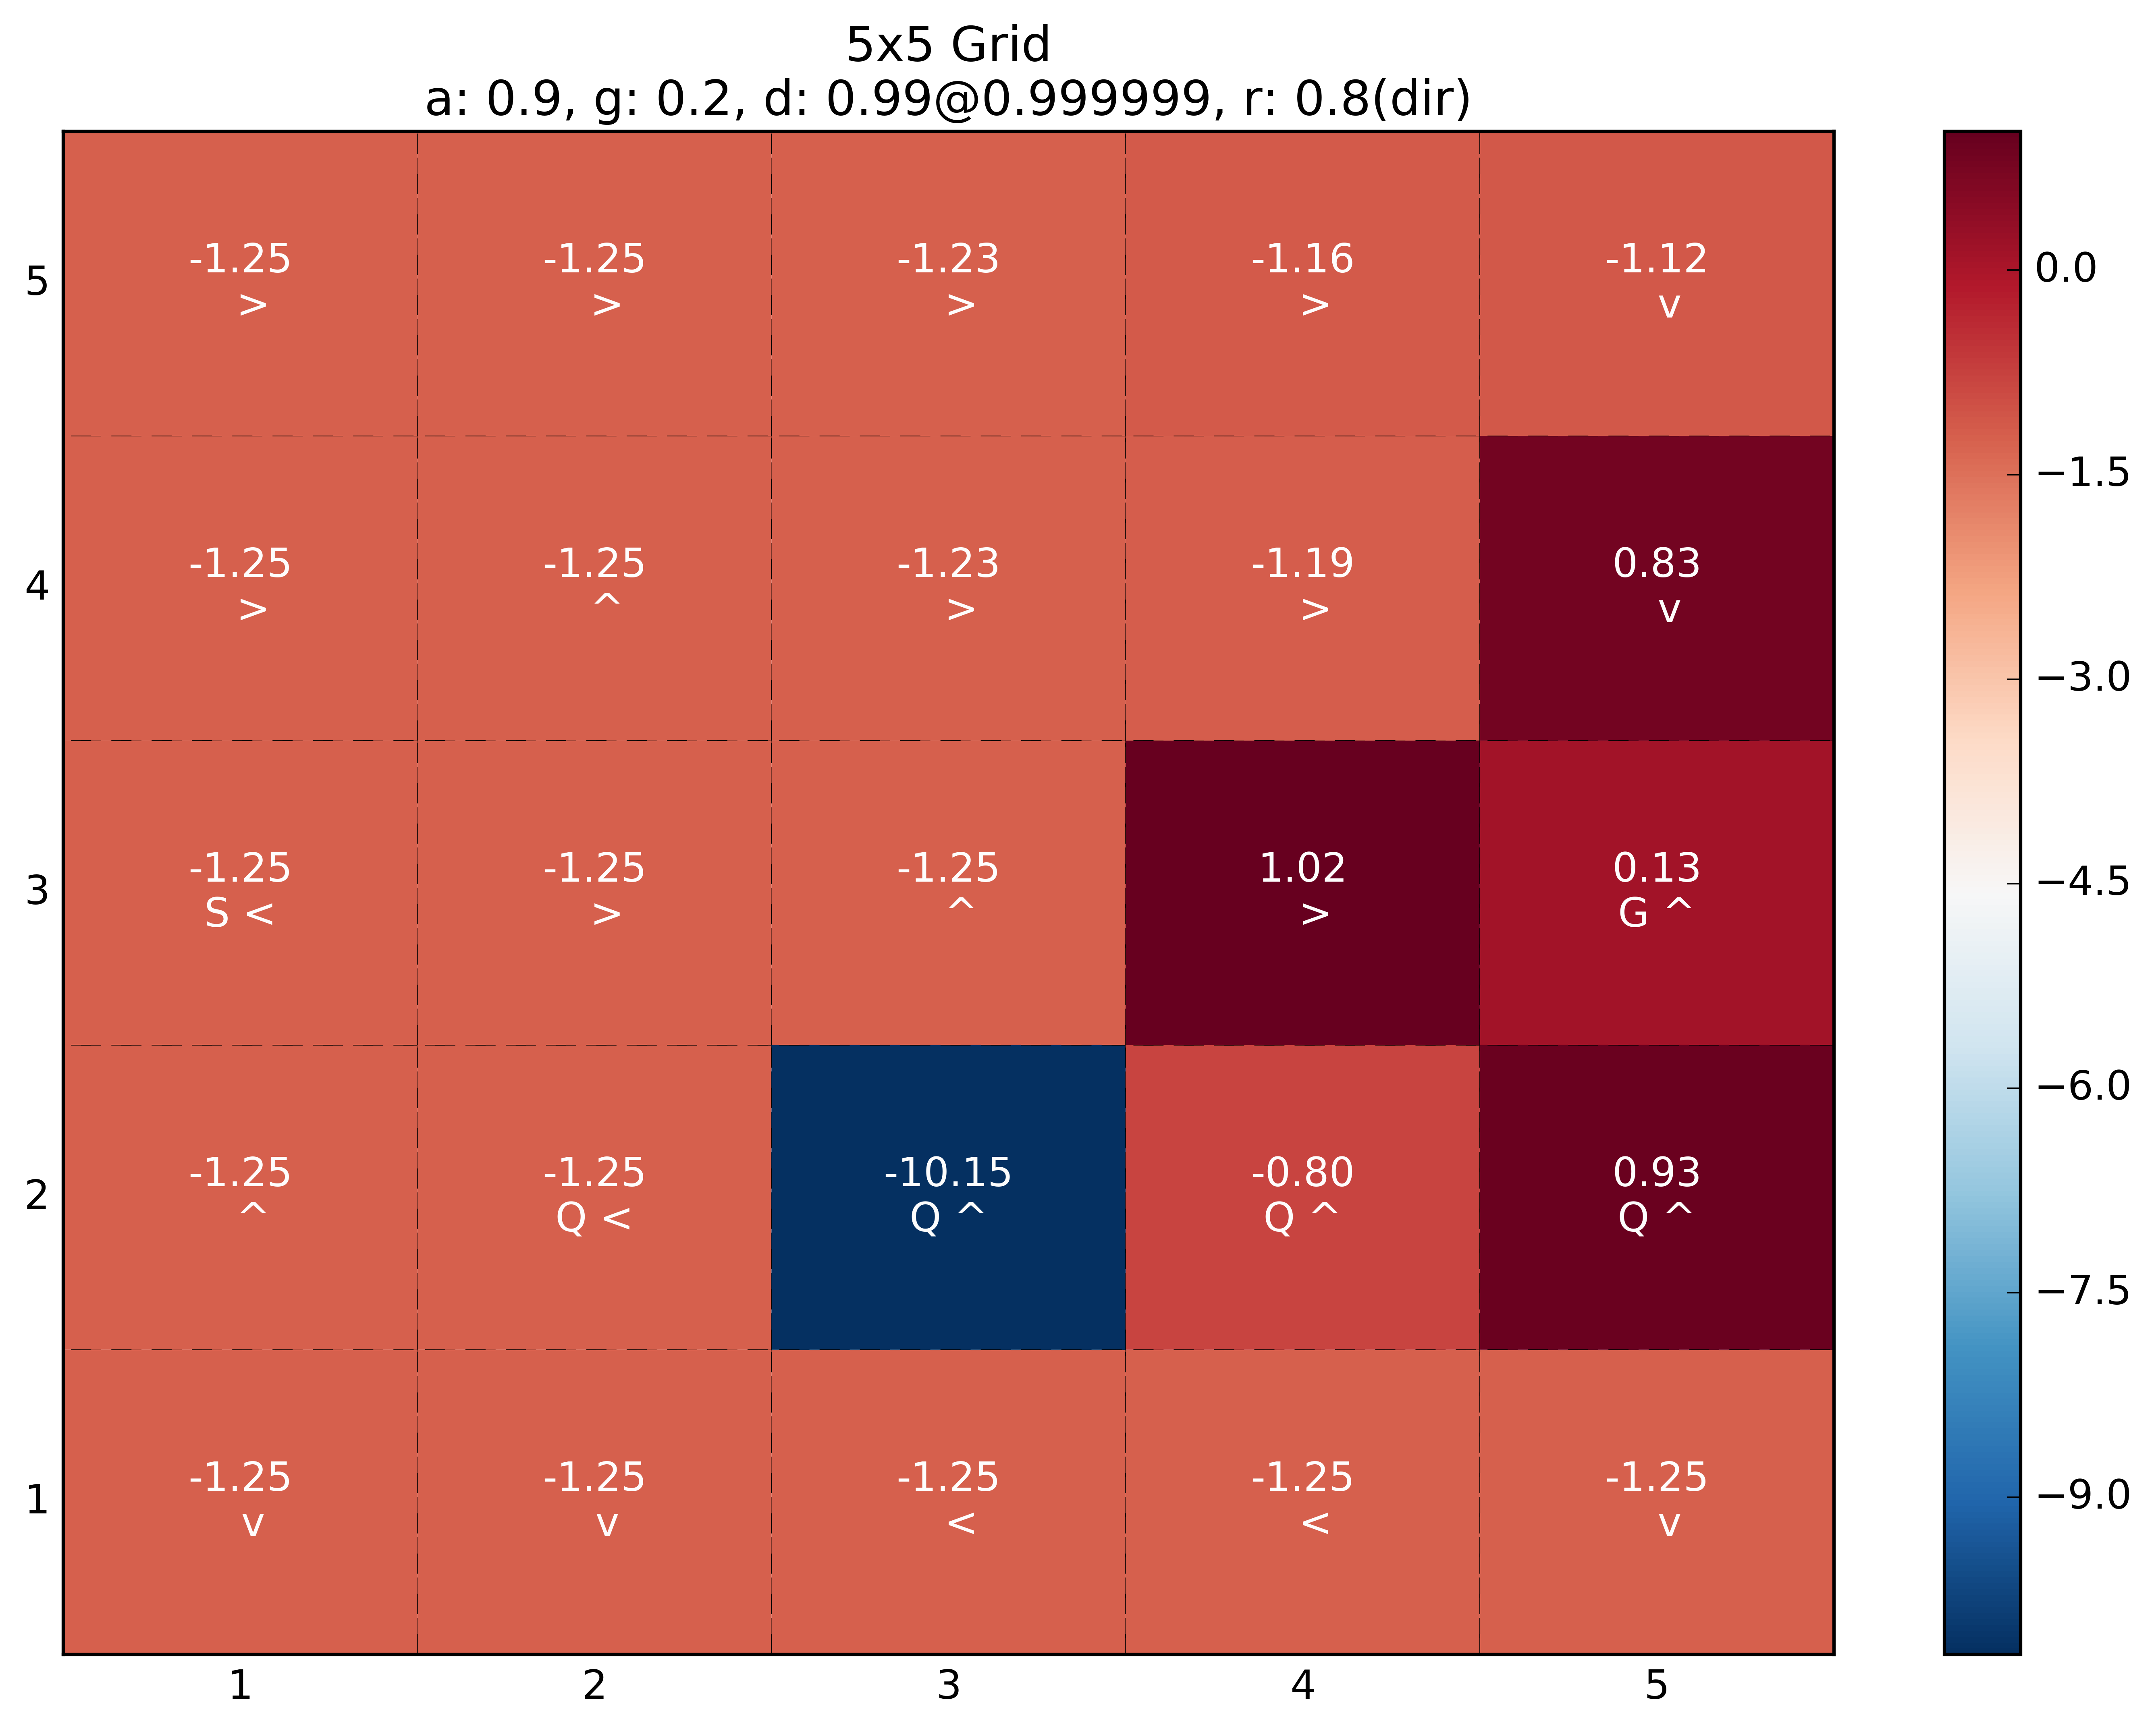 5x5 Grid
a: 0.9, g: 0.2, d: 0.99@0.999999, r: 0.8(dir)
5 -1.25 -1.25 -1.23 -1.16 -1.12
> > > > v
4 -1.25 -1.25 -1.23 -1.19 0.83
> ^ > > v
3 -1.25 -1.25 -1.25 1.02 0.13
S < > ^ > G ^
2 -1.25 -1.25 -10.15 -0.80 0.93
^ Q < Q ^ Q ^ Q ^
1 -1.25 -1.25 -1.25 -1.25 -1.25
v v < < v
1 2 3 4 5
0.0
−1.5
−3.0
−4.5
−6.0
−7.5
−9.0